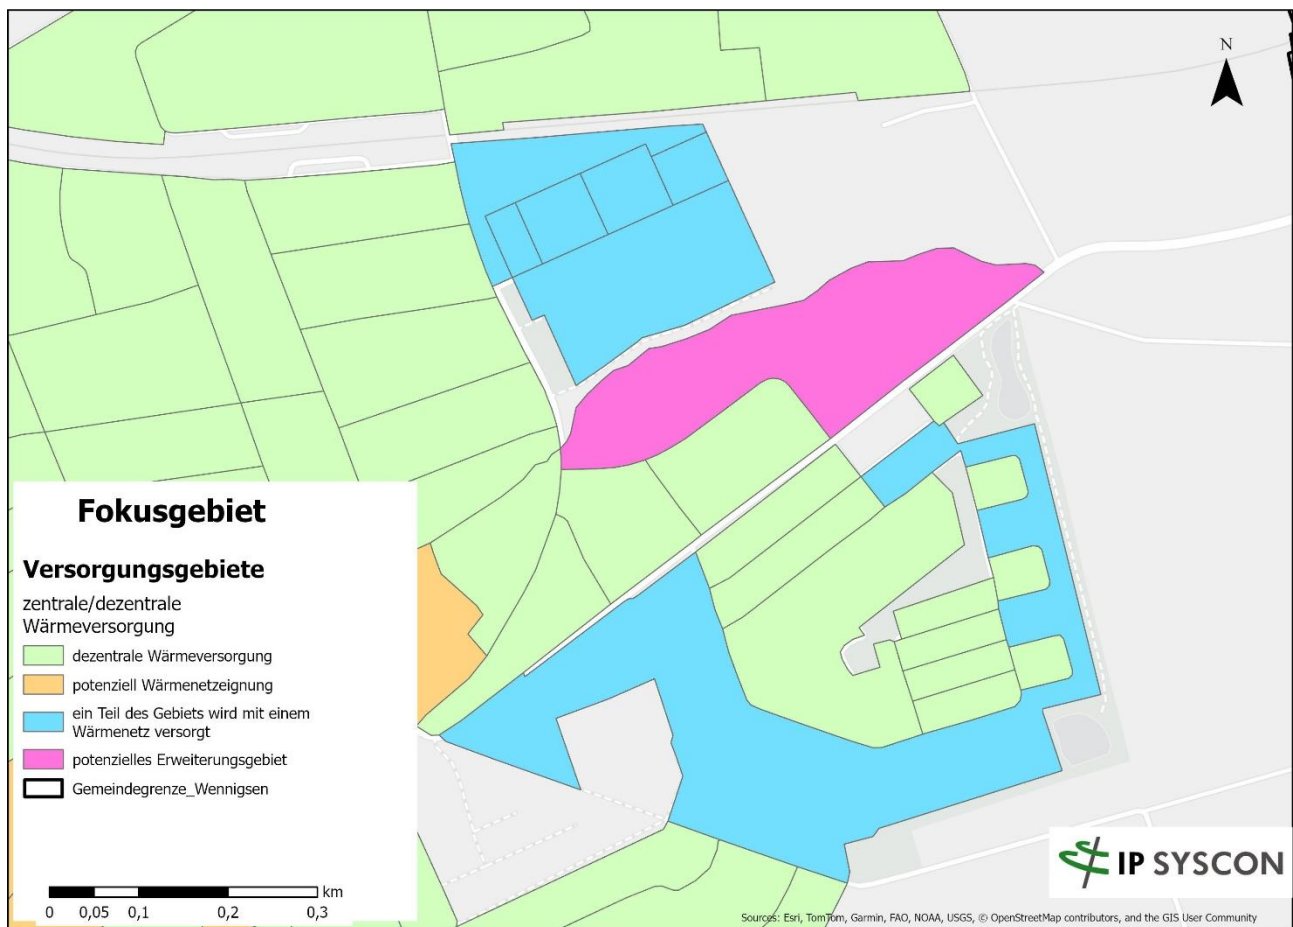 N
Fokusgebiet
Versorgungsgebiete
zentrale/dezentrale
Wärmeversorgung
dezentrale Wärmeversorgung
potenziell Wärmenetzeignung
ein Teil des Gebiets wird mit einem
Wärmenetz versorgt
potenzielles Erweiterungsgebiet
Gemeindegrenze_Wennigsen
km
0 0,05 0,1 0,2 0,3
IP SYSCON
Sources: Esri, TomTom, Garmin, FAO, NOAA, USGS, © OpenStreetMap contributors, and the GIS User Community